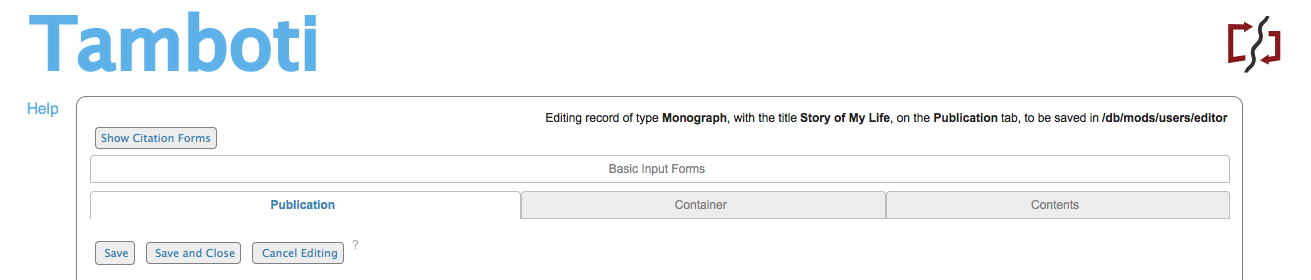 Tamboti
Help
Editing record of type Monograph, with the title Story of My Life, on the Publication tab, to be saved in /db/mods/users/editor
Show Citation Forms
Basic Input Forms
Publication Container Contents
Save Save and Close Cancel Editing ?